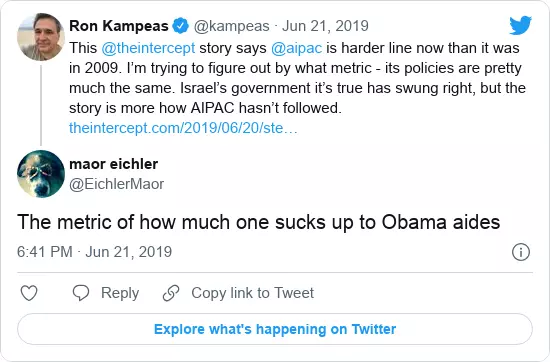 Ron Kampeas @kampeas · Jun 21, 2019
This @theintercept story says @aipac is harder line now than it was
in 2009. I'm trying to figure out by what metric - its policies are pretty
much the same. Israel's government it's true has swung right, but the
story is more how AIPAC hasn't followed.
theintercept.com/2019/06/20/ste…
maor eichler
@EichlerMaor
The metric of how much one sucks up to Obama aides
6:41 PM · Jun 21, 2019
Reply Copy link to Tweet
Explore what's happening on Twitter